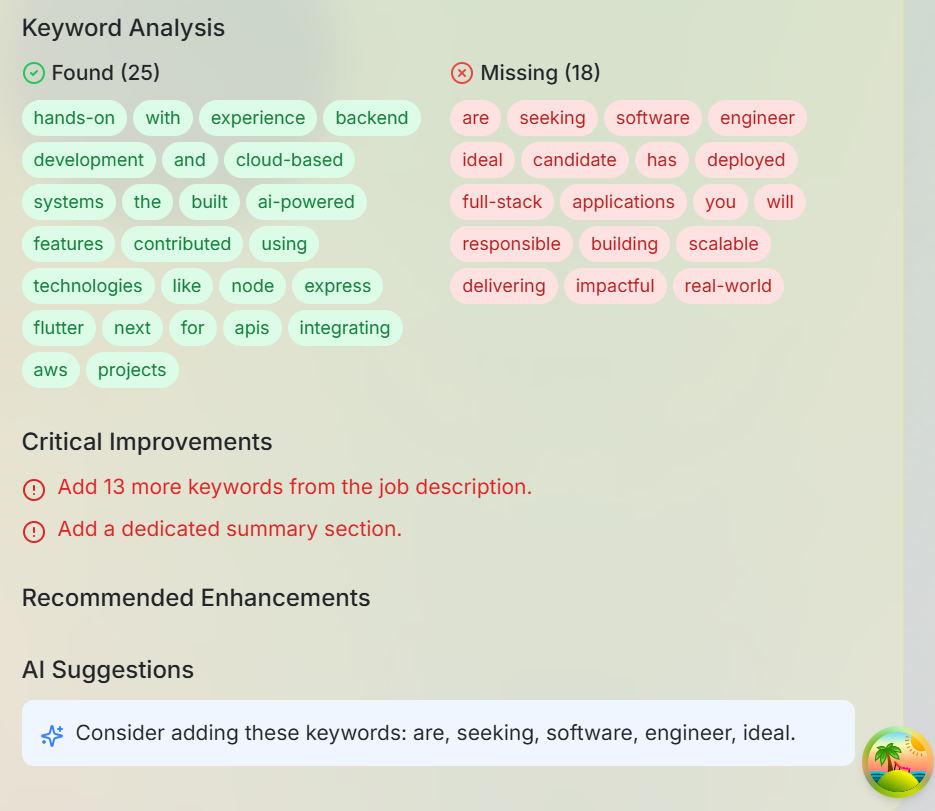 Keyword Analysis
Found (25)
hands-on with experience backend
development and cloud-based
systems the built ai-powered
features contributed using
technologies like node express
flutter next for apis integrating
aws projects
Missing (18)
are seeking software engineer
ideal candidate has deployed
full-stack applications you will
responsible building scalable
delivering impactful real-world
Critical Improvements
Add 13 more keywords from the job description.
Add a dedicated summary section.
Recommended Enhancements
AI Suggestions
Consider adding these keywords: are, seeking, software, engineer, ideal.